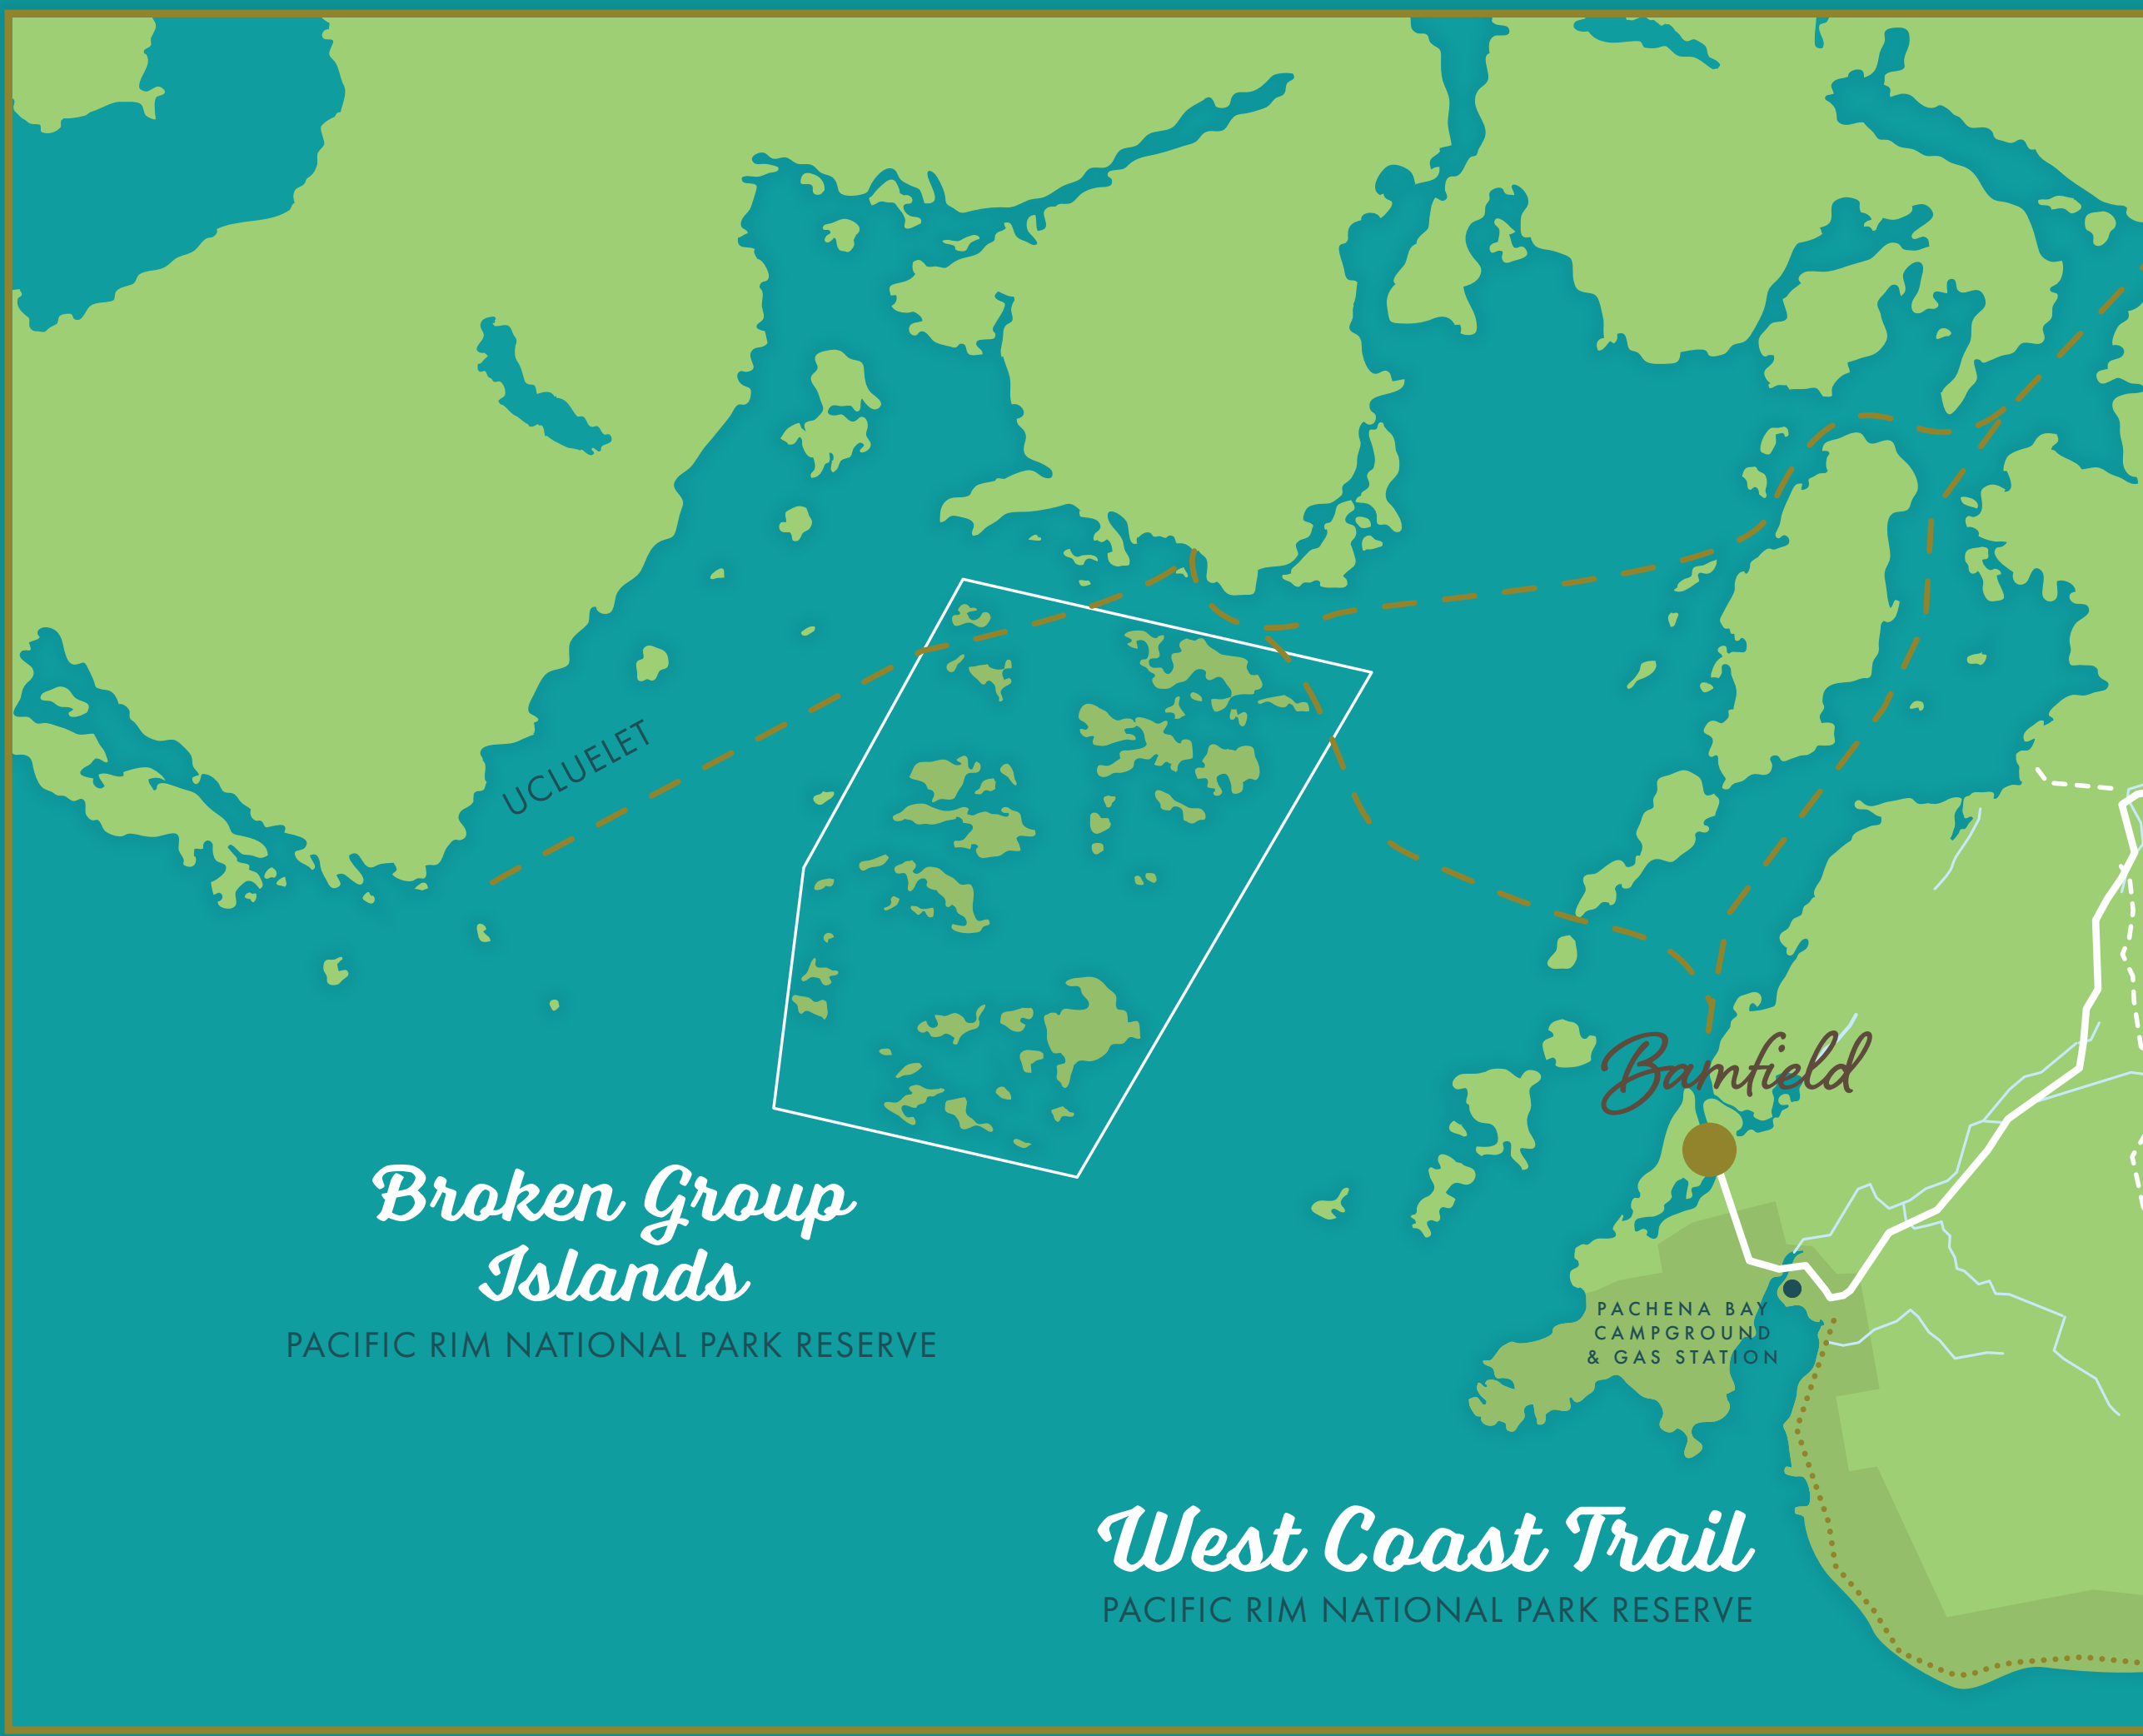 UCLUELET
Bamfield
Broken Group
Islands
PACIFIC RIM NATIONAL PARK RESERVE
PACHENA BAY
CAMPGROUND
& GAS STATION
West Coast Trail
PACIFIC RIM NATIONAL PARK RESERVE